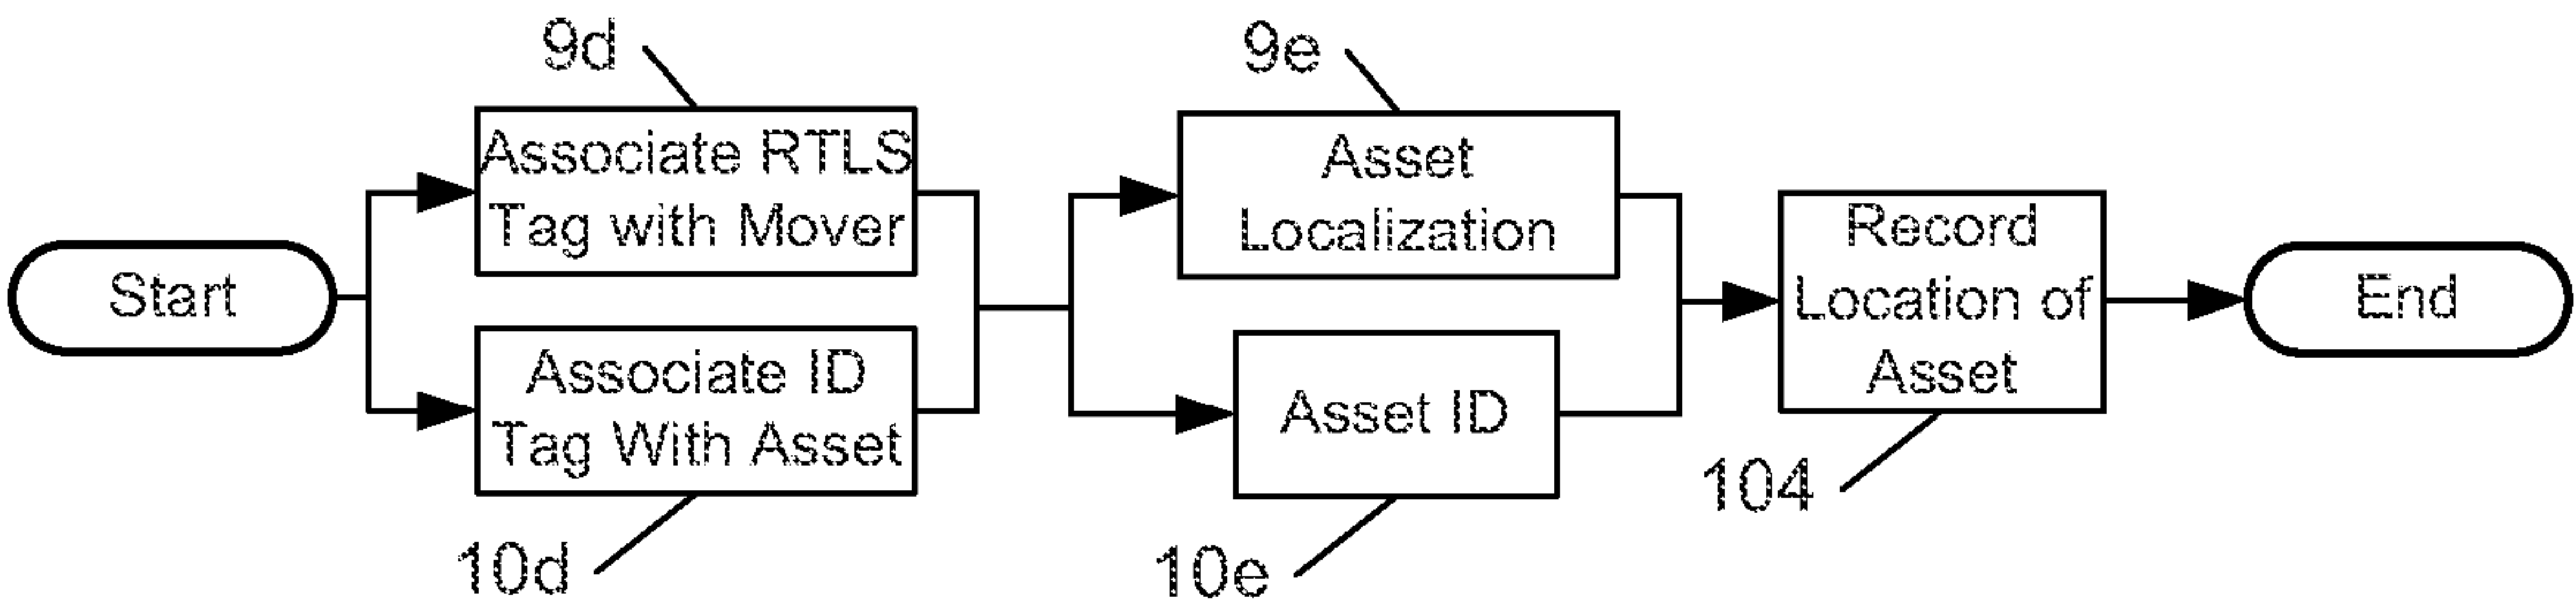 9d
9e
Associate RTLS
Tag with Mover
Asset
Localization
Start
Associate ID
Tag With Asset
Asset ID
Record
Location of
Asset
End
10d
10e
104